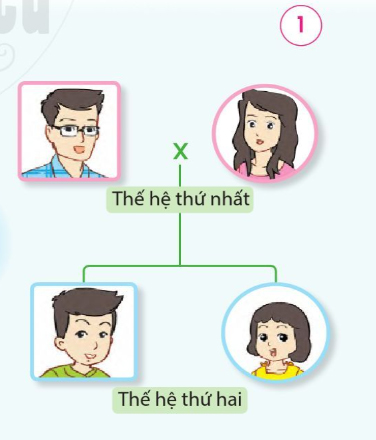 1
X
Thế hệ thứ nhất
Thế hệ thứ hai